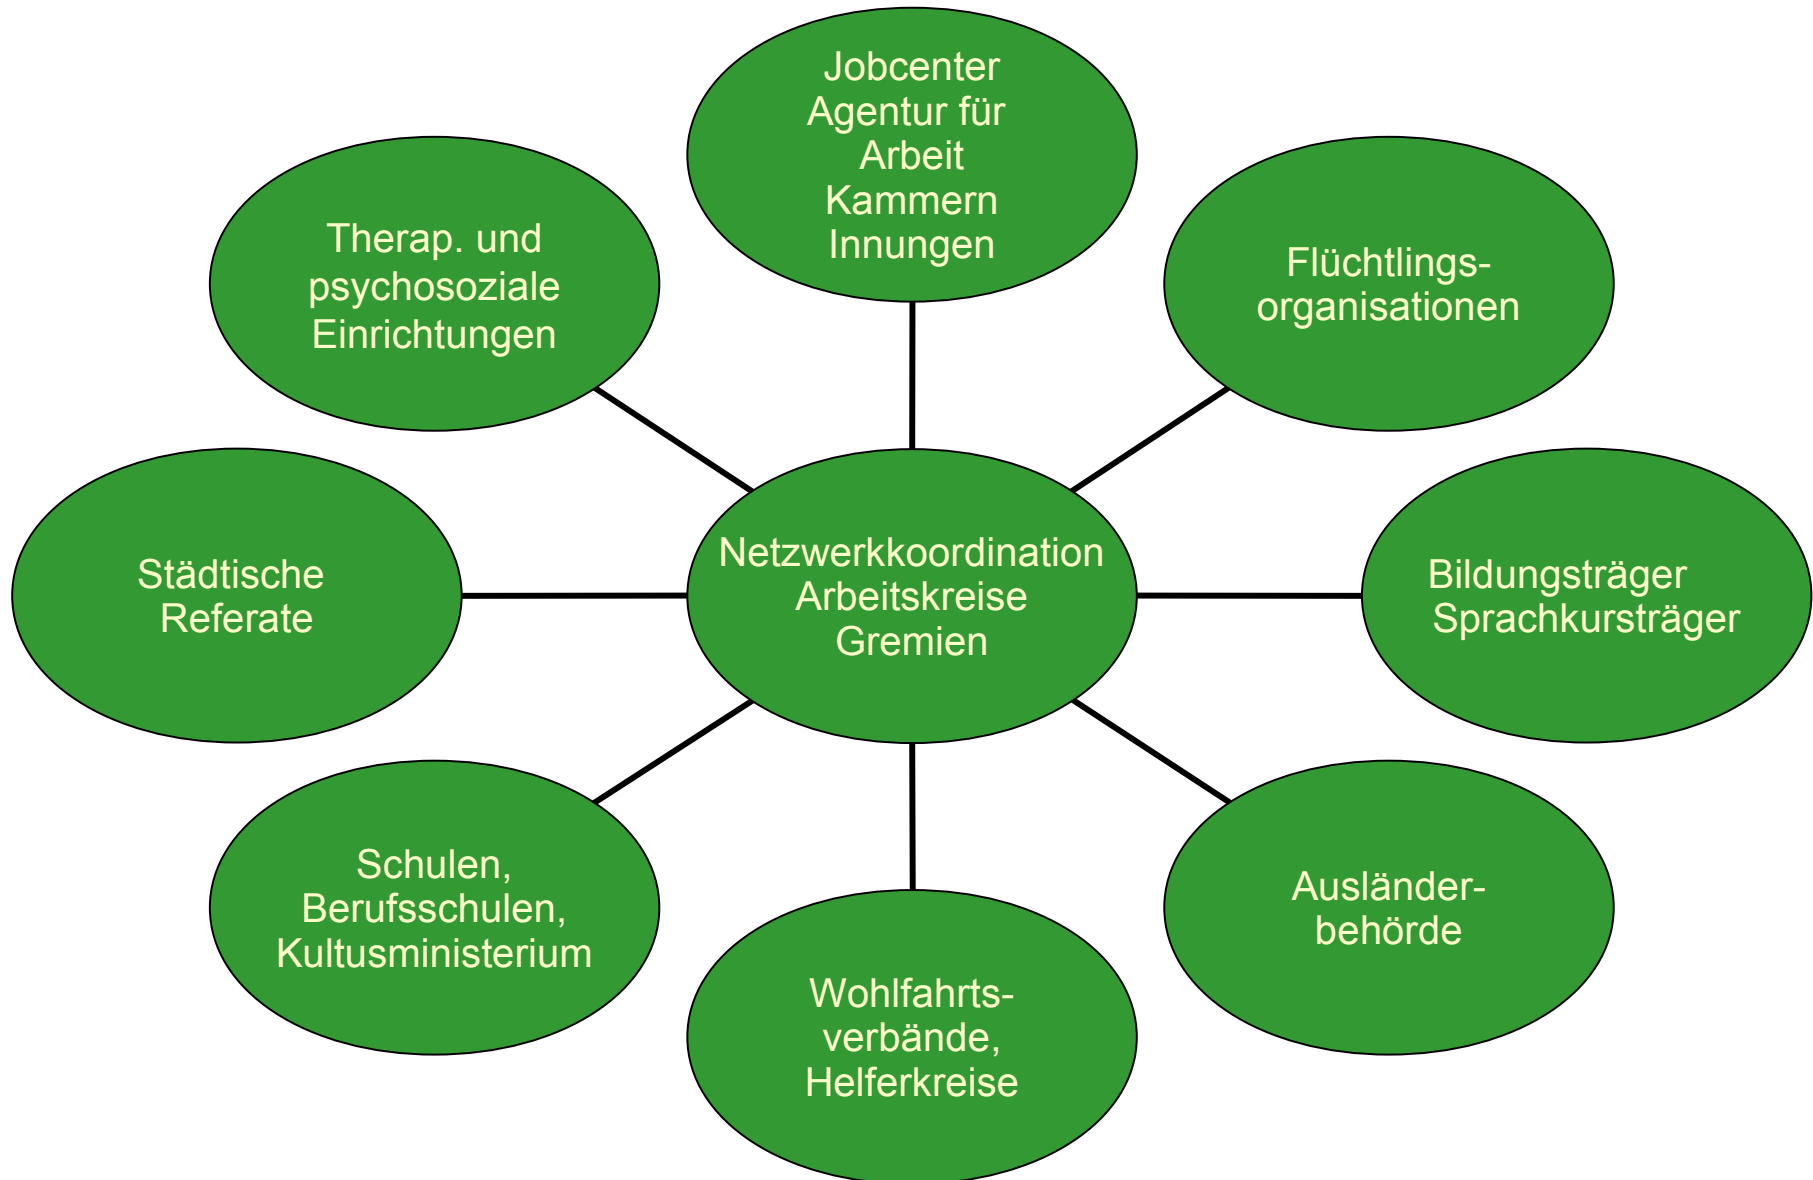 Jobcenter
Agentur für
Arbeit
Kammern
Innungen
Therap. und
psychosoziale
Einrichtungen
Flüchtlings-
organisationen
Städtische
Referate
Netzwerkkoordination
Arbeitskreise
Gremien
Bildungsträger
Sprachkursträger
Schulen,
Berufsschulen,
Kultusministerium
Ausländer-
behörde
Wohlfahrts-
verbände,
Helferkreise